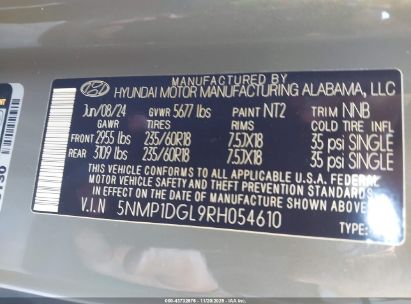 MANUFACTURED BY
HYUNDAI MOTOR MANUFACTURING ALABAMA, LLC
Jun/08/24 GVWR 5677 lbs PAINT NT2 TRIM NNB
GAWR TIRES RIMS COLD TIRE INFL.
FRONT 2955 lbs 235/60R18 7.5JX18 35 psi SINGLE
REAR 3109 lbs 235/60R18 7.5JX18 35 psi SINGLE
THIS VEHICLE CONFORMS TO ALL APPLICABLE U.S.A. FEDERAL
MOTOR VEHICLE SAFETY, BUMPER, AND THEFT PREVENTION
STANDARDS IN EFFECT ON THE DATE OF MANUFACTURE SHOWN ABOVE.
V.I.N 5NMP1DGL9RH054610 TYPE: